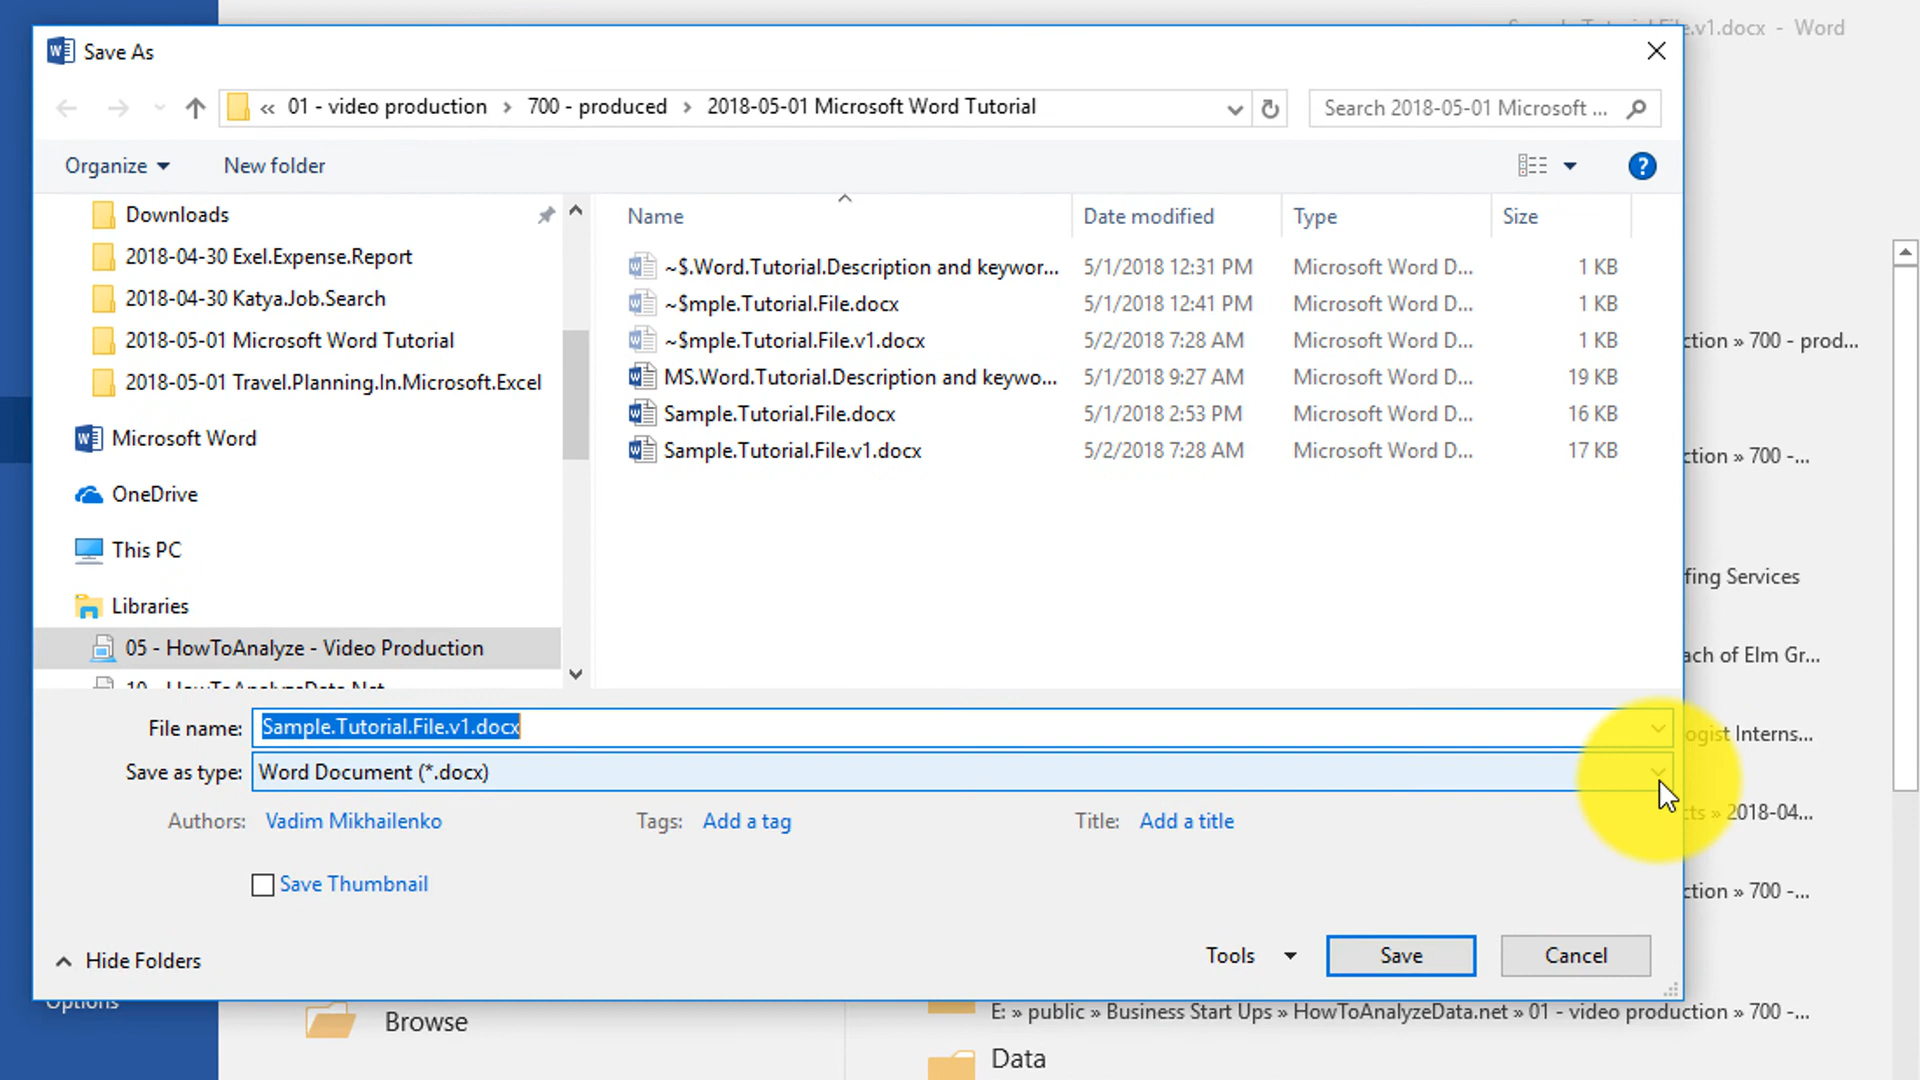 .v1.docx - Word
Save As
« 01 - video production > 700 - produced > 2018-05-01 Microsoft Word Tutorial
Search 2018-05-01 Microsoft ...
Organize
New folder
?
Downloads
2018-04-30 Exel.Expense.Report
2018-04-30 Katya.Job.Search
2018-05-01 Microsoft Word Tutorial
2018-05-01 Travel.Planning.In.Microsoft.Excel
Microsoft Word
OneDrive
This PC
Libraries
05 - HowToAnalyze - Video Production
10 - HowToAnalyzeData.Net
Name Date modified Type Size
~$.Word.Tutorial.Description and keywor... 5/1/2018 12:31 PM Microsoft Word D... 1 KB
~$mple.Tutorial.File.docx 5/1/2018 12:41 PM Microsoft Word D... 1 KB
~$mple.Tutorial.File.v1.docx 5/2/2018 7:28 AM Microsoft Word D... 1 KB
MS.Word.Tutorial.Description and keywo... 5/1/2018 9:27 AM Microsoft Word D... 19 KB
Sample.Tutorial.File.docx 5/1/2018 2:53 PM Microsoft Word D... 16 KB
Sample.Tutorial.File.v1.docx 5/2/2018 7:28 AM Microsoft Word D... 17 KB
File name: Sample.Tutorial.File.v1.docx
Save as type: Word Document (*.docx)
Authors: Vadim Mikhailenko Tags: Add a tag Title: Add a title
Save Thumbnail
Hide Folders
Tools Save Cancel
ction » 700 - prod...
ction » 700 -...
fing Services
ach of Elm Gr...
ogist Interns...
cts » 2018-04...
ction » 700 -...
Options
Browse
E: » public » Business Start Ups » HowToAnalyzeData.net » 01 - video production » 700 -...
Data